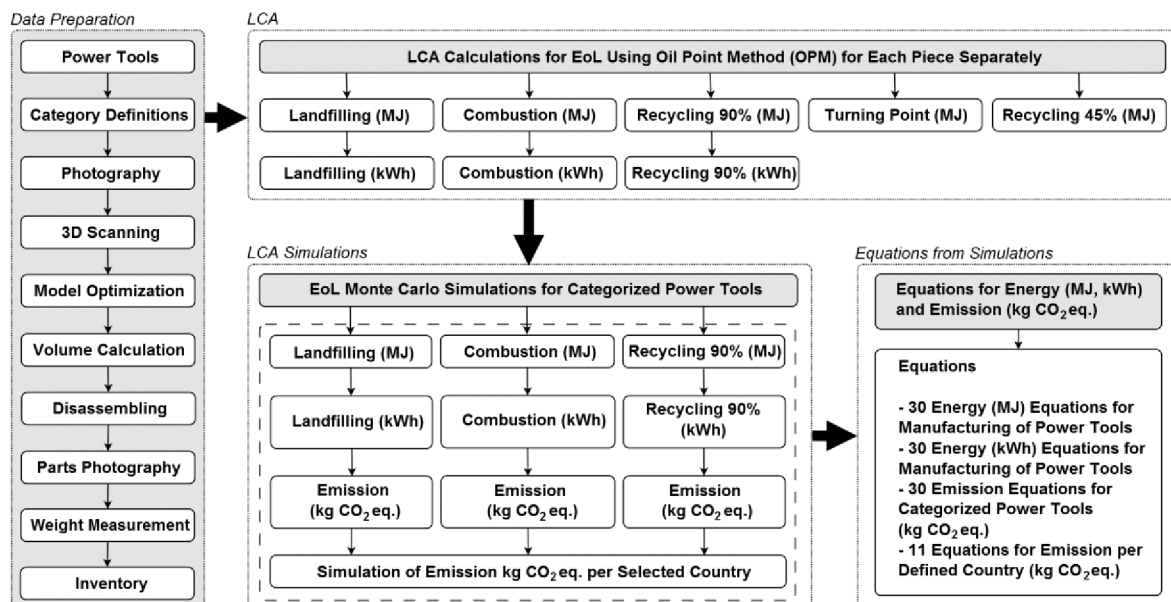 Data Preparation
Power Tools
Category Definitions
Photography
3D Scanning
Model Optimization
Volume Calculation
Disassembling
Parts Photography
Weight Measurement
Inventory
LCA
LCA Calculations for EoL Using Oil Point Method (OPM) for Each Piece Separately
Landfilling (MJ)
Combustion (MJ)
Recycling 90% (MJ)
Turning Point (MJ)
Recycling 45% (MJ)
Landfilling (kWh)
Combustion (kWh)
Recycling 90% (kWh)
LCA Simulations
EoL Monte Carlo Simulations for Categorized Power Tools
Landfilling (MJ)
Combustion (MJ)
Recycling 90% (MJ)
Landfilling (kWh)
Combustion (kWh)
Recycling 90%
(kWh)
Emission
(kg CO2 eq.)
Emission
(kg CO2 eq.)
Emission
(kg CO2 eq.)
Simulation of Emission kg CO2 eq. per Selected Country
Equations from Simulations
Equations for Energy (MJ, kWh)
and Emission (kg CO2 eq.)
Equations
- 30 Energy (MJ) Equations for
Manufacturing of Power Tools
- 30 Energy (kWh) Equations for
Manufacturing of Power Tools
- 30 Emission Equations for
Categorized Power Tools
(kg CO2 eq.)
- 11 Equations for Emission per
Defined Country (kg CO2 eq.)